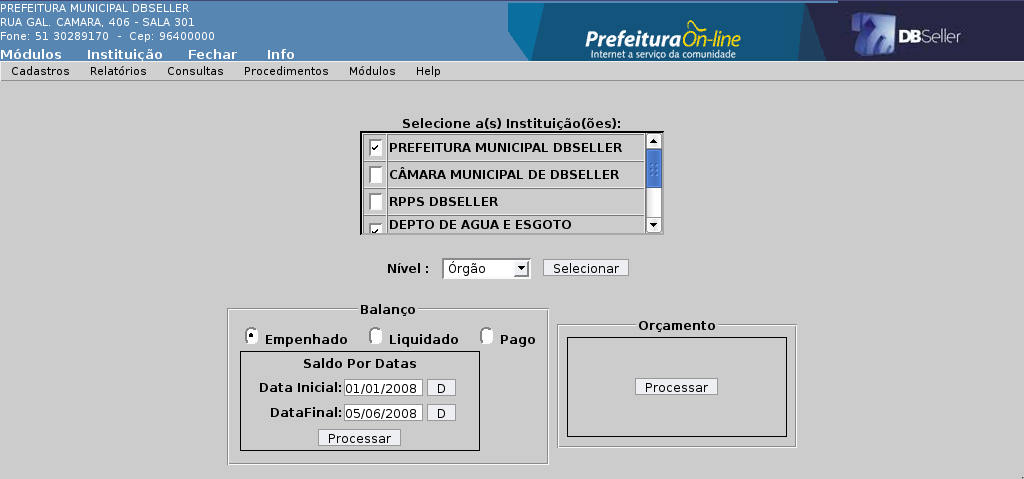 PREFEITURA MUNICIPAL DBSELLER
RUA GAL. CAMARA, 406 - SALA 301
Fone: 51 30289170 - Cep: 96400000
Módulos Instituição Fechar Info
PrefeituraOn-line
Internet a serviço da comunidade
DBSeller
Cadastros Relatórios Consultas Procedimentos Módulos Help
Selecione a(s) Instituição(ões):
PREFEITURA MUNICIPAL DBSELLER
CÂMARA MUNICIPAL DE DBSELLER
RPPS DBSELLER
DEPTO DE AGUA E ESGOTO
Nível : Órgão Selecionar
Balanço
Empenhado Liquidado Pago
Saldo Por Datas
Data Inicial: 01/01/2008 D
DataFinal: 05/06/2008 D
Processar
Orçamento
Processar